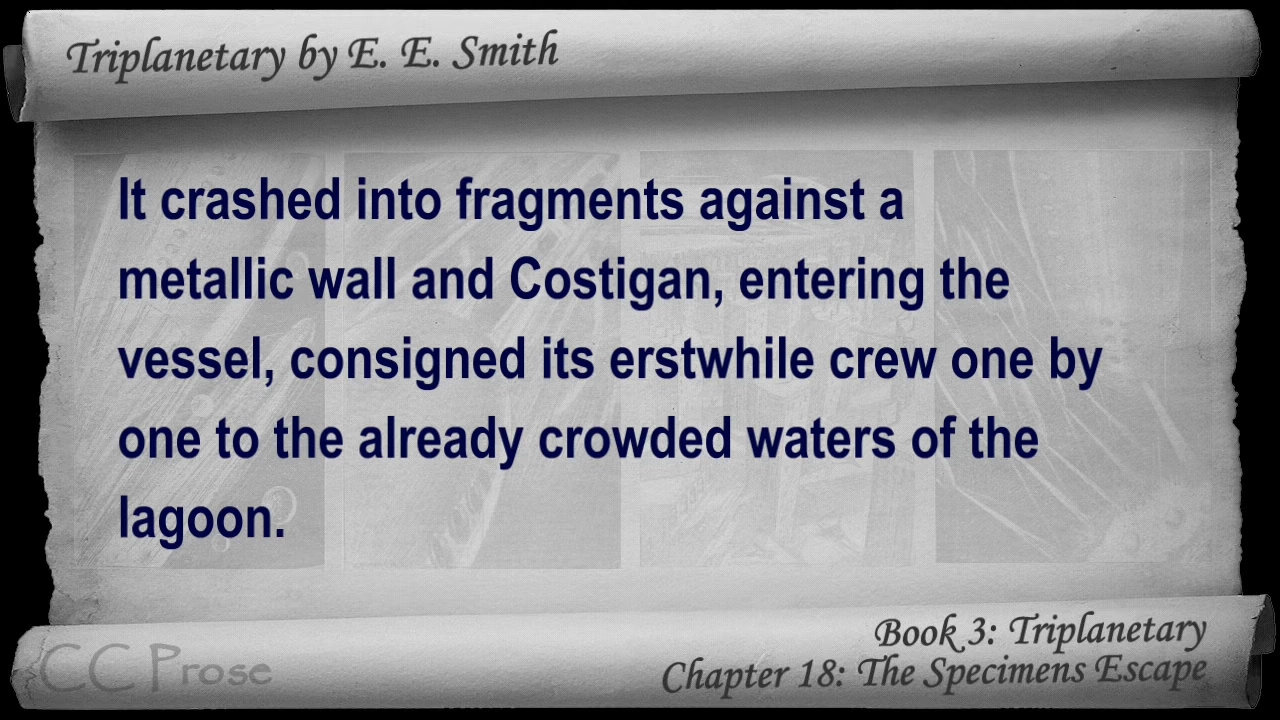 Triplanetary by E. E. Smith
It crashed into fragments against a
metallic wall and Costigan, entering the
vessel, consigned its erstwhile crew one by
one to the already crowded waters of the
lagoon.
Book 3: Triplanetary
CC Prose
Chapter 18: The Specimens Escape